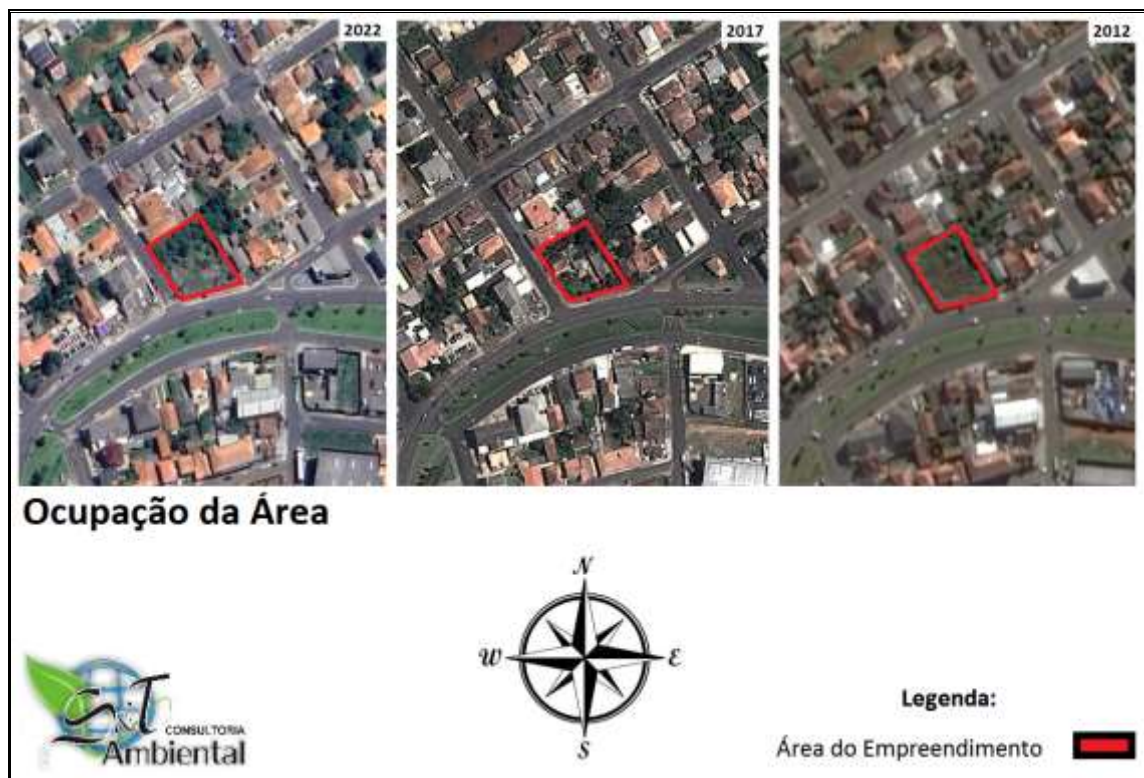 2022
2017
2012
Ocupação da Área
N
W
E
S
CONSULTORIA
Ambiental
Legenda:
Área do Empreendimento